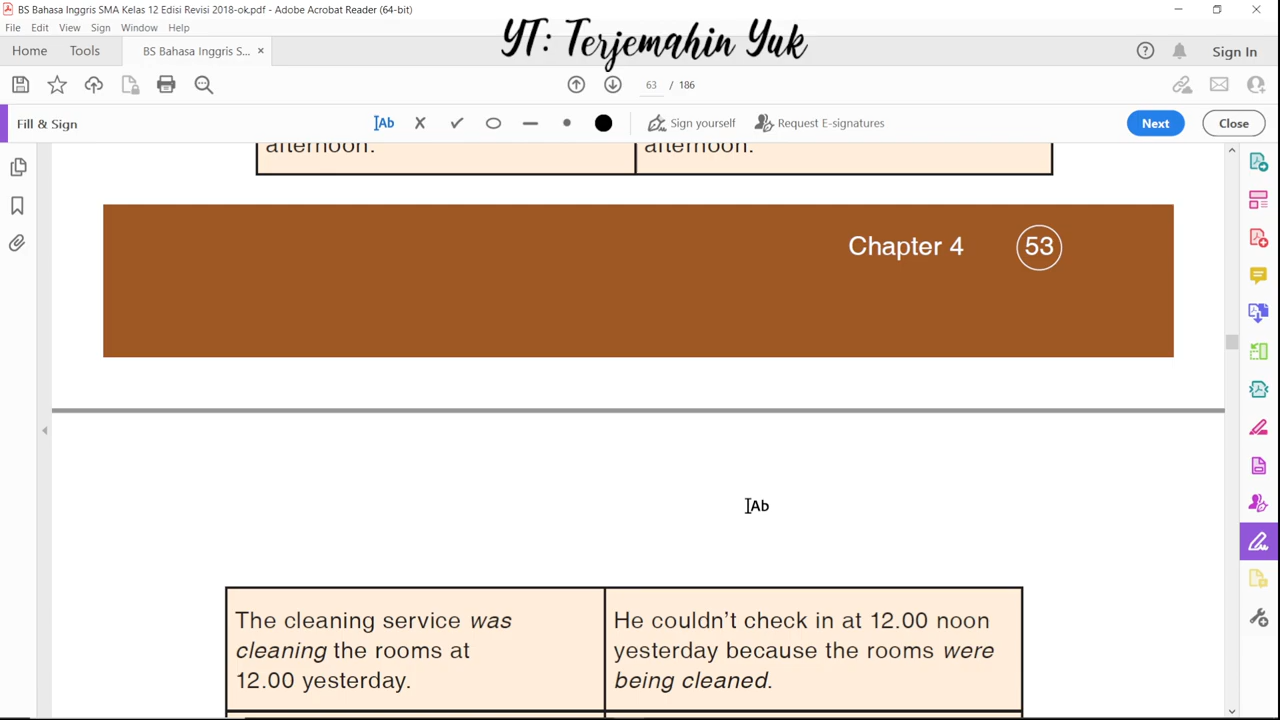 BS Bahasa Inggris SMA Kelas 12 Edisi Revisi 2018-ok.pdf - Adobe Acrobat Reader (64-bit)
YT: Terjemahin Yuk
File Edit View Sign Window Help
Home Tools BS Bahasa Inggris S... × Sign In
63 / 186
Fill & Sign Ab Sign yourself Request E-signatures Next Close
afternoon. afternoon.
Chapter 4 53
Ab
The cleaning service was
cleaning the rooms at
12.00 yesterday.
He couldn't check in at 12.00 noon
yesterday because the rooms were
being cleaned.